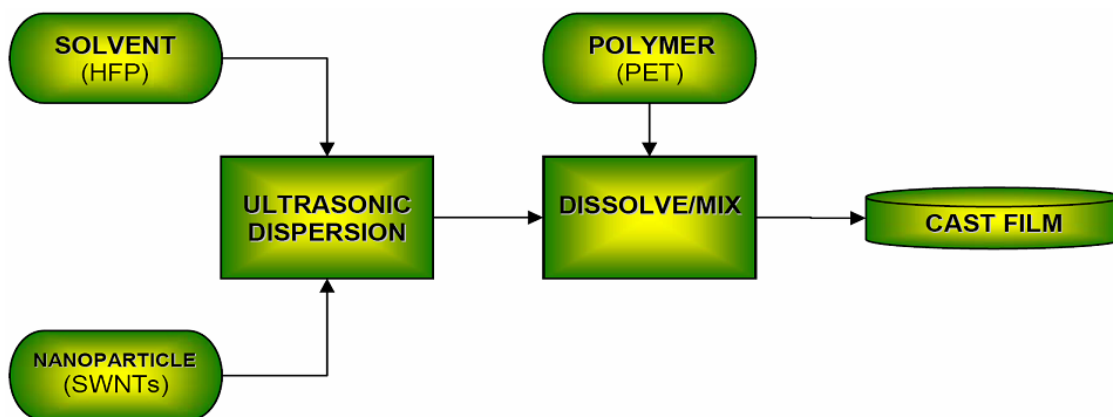 SOLVENT
(HFP)
POLYMER
(PET)
ULTRASONIC
DISPERSION
DISSOLVE/MIX
CAST FILM
NANOPARTICLE
(SWNTs)